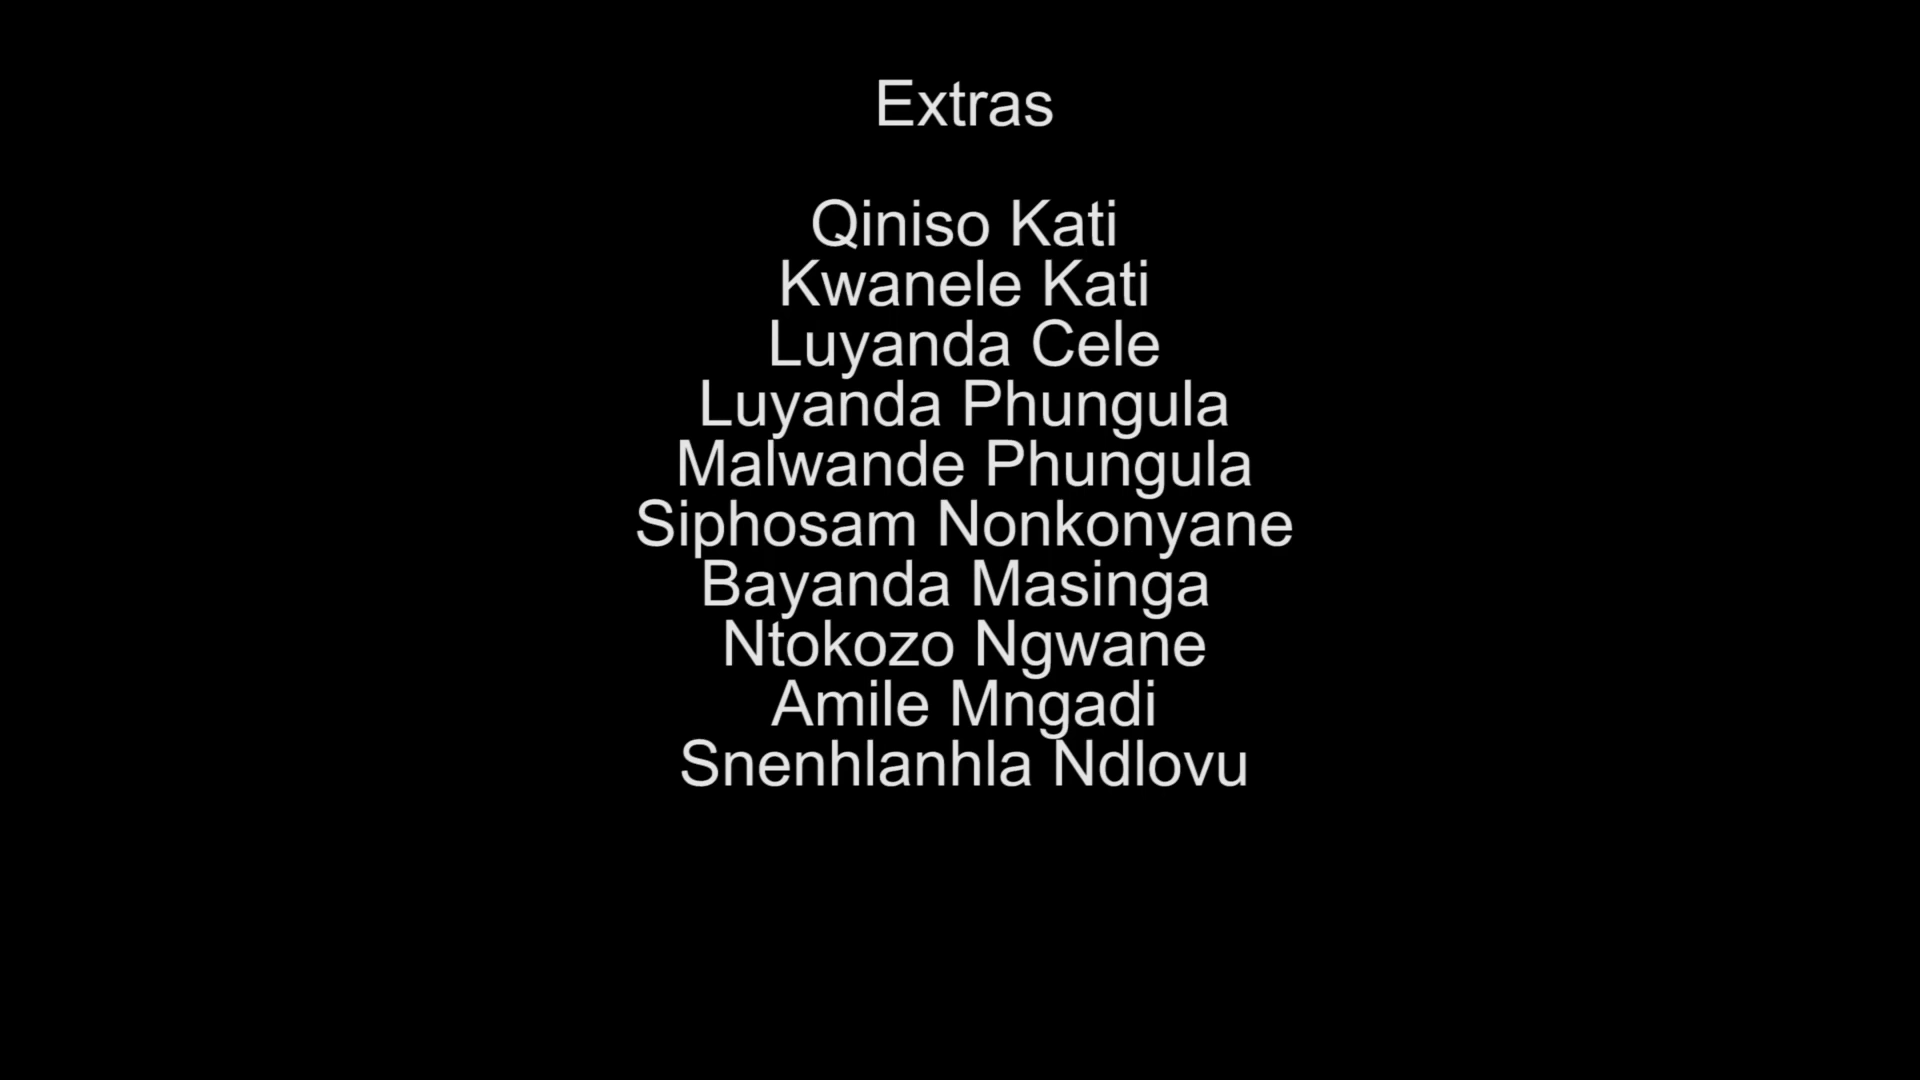 Extras
Qiniso Kati
Kwanele Kati
Luyanda Cele
Luyanda Phungula
Malwande Phungula
Siphosam Nonkonyane
Bayanda Masinga
Ntokozo Ngwane
Amile Mngadi
Snenhlanhla Ndlovu